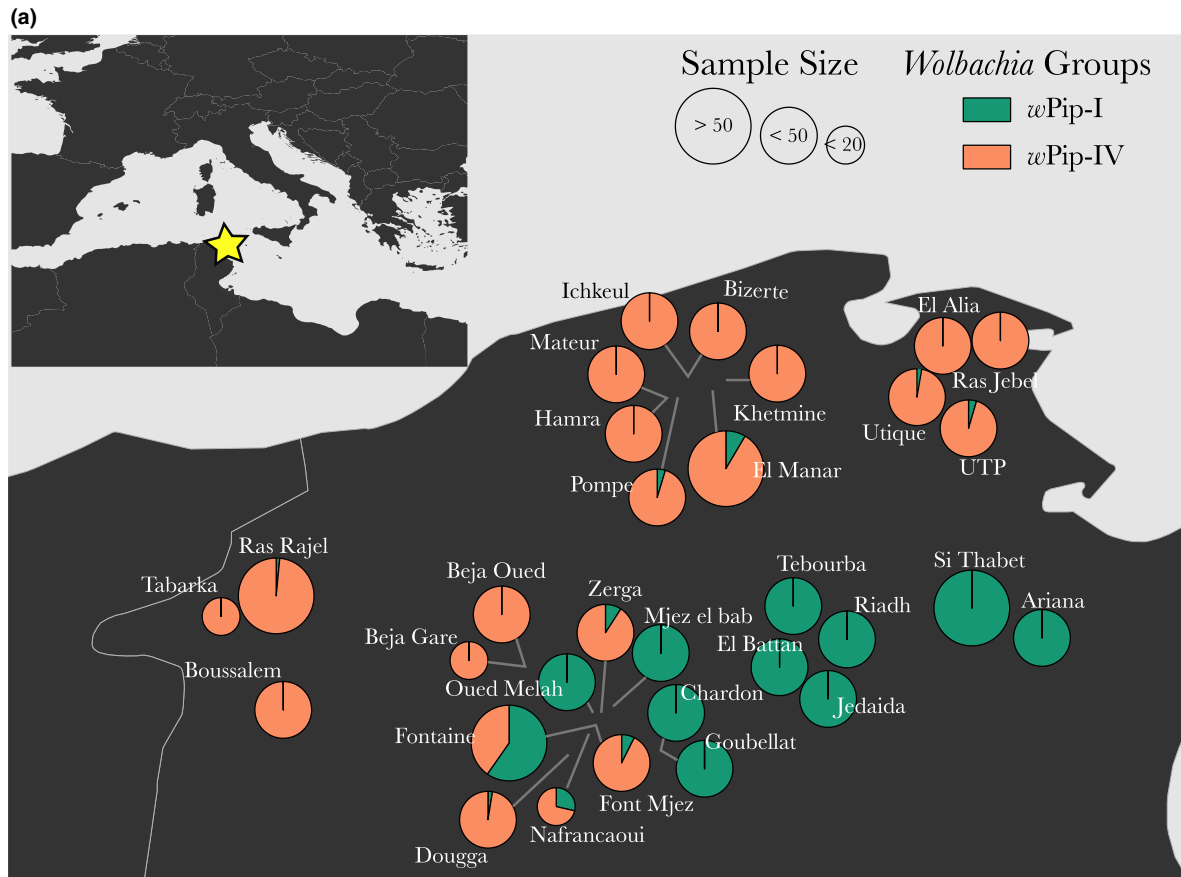 (a)
Sample Size
> 50
< 50
< 20
Wolbachia Groups
wPip-I
wPip-IV
Ichkeul
Bizerte
El Alia
Mateur
Ras Jebel
Khetmine
Hamra
Utique
UTP
El Manar
Pompe
Ras Rajel
Tabarka
Boussalem
Beja Oued
Zerga
Tebourba
Si Thabet
Beja Gare
Mjez el bab
Riadh
Ariana
El Battan
Oued Melah
Chardon
Jedaida
Fontaine
Goubellat
Font Mjez
Nafrancaoui
Dougga